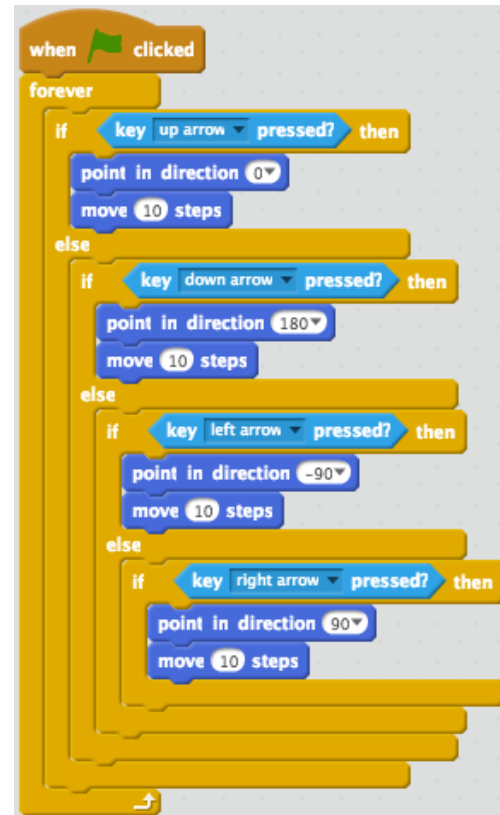 when clicked
forever
if key up arrow pressed? then
point in direction 0
move 10 steps
else
if key down arrow pressed? then
point in direction 180
move 10 steps
else
if key left arrow pressed? then
point in direction -90
move 10 steps
else
if key right arrow pressed? then
point in direction 90
move 10 steps